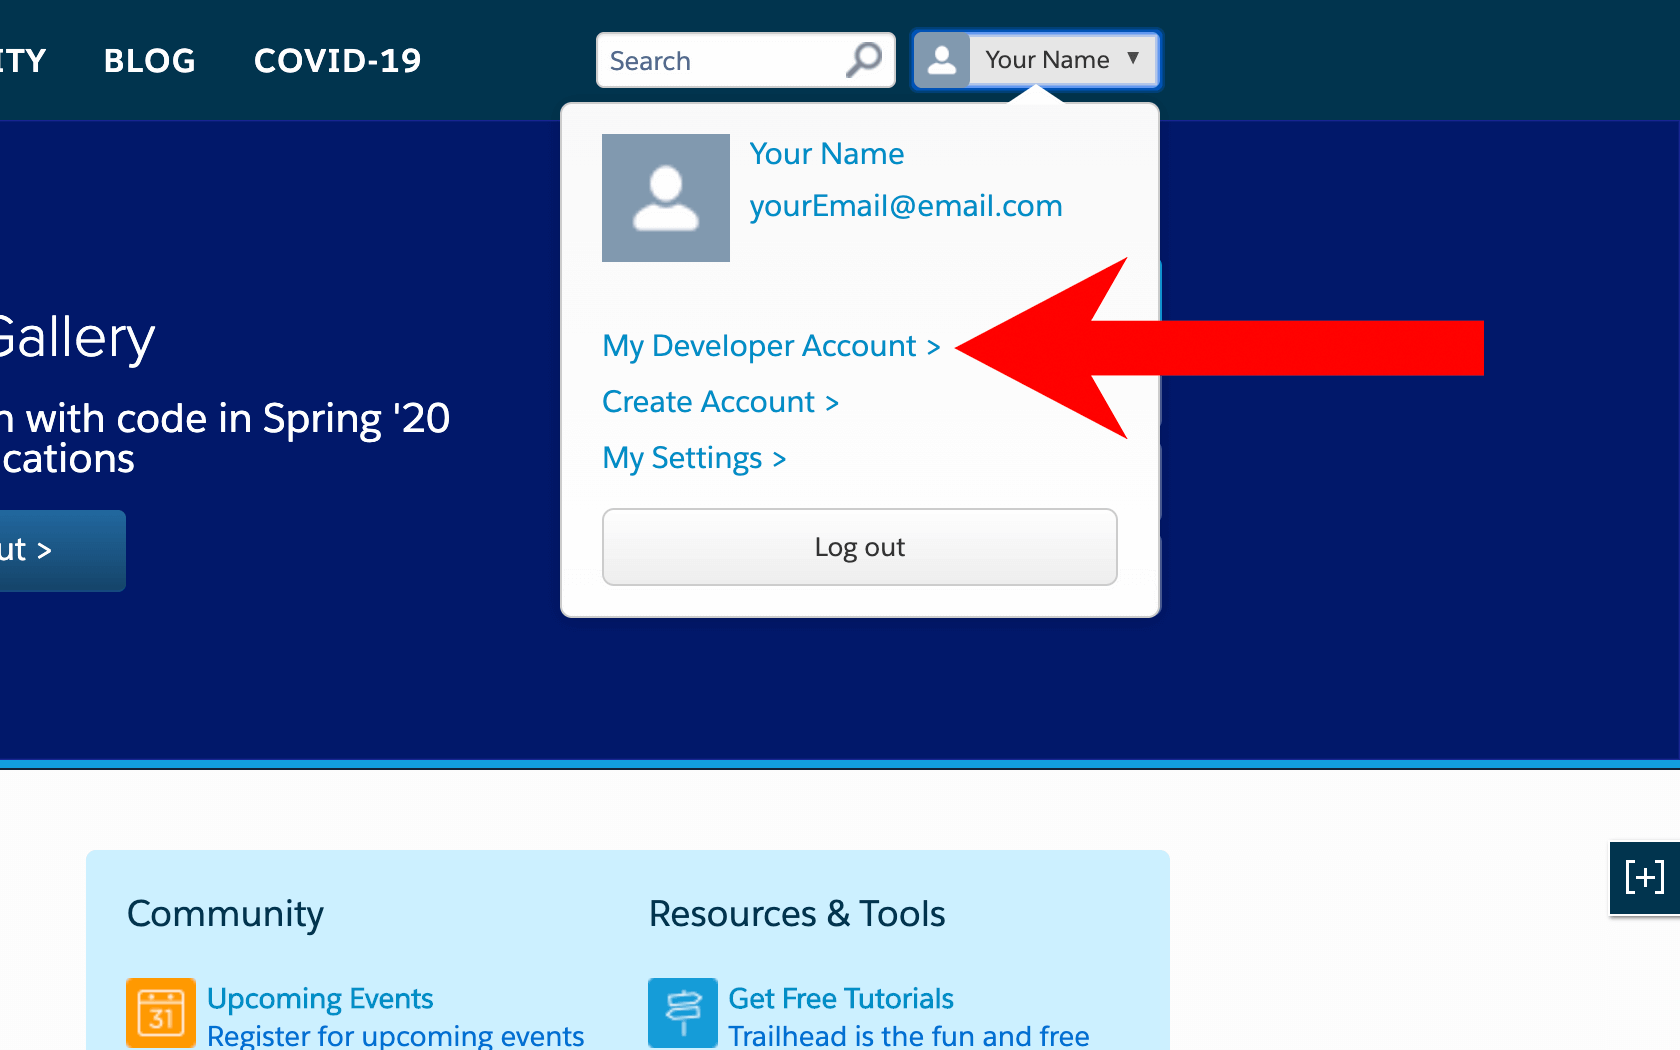 ITY BLOG COVID-19 Search Your Name ▼
Your Name
yourEmail@email.com
My Developer Account >
Create Account >
My Settings >
Log out
Gallery
with code in Spring '20
cations
ut >
[+]
Community
Upcoming Events
Register for upcoming events
31
Resources & Tools
Get Free Tutorials
Trailhead is the fun and free